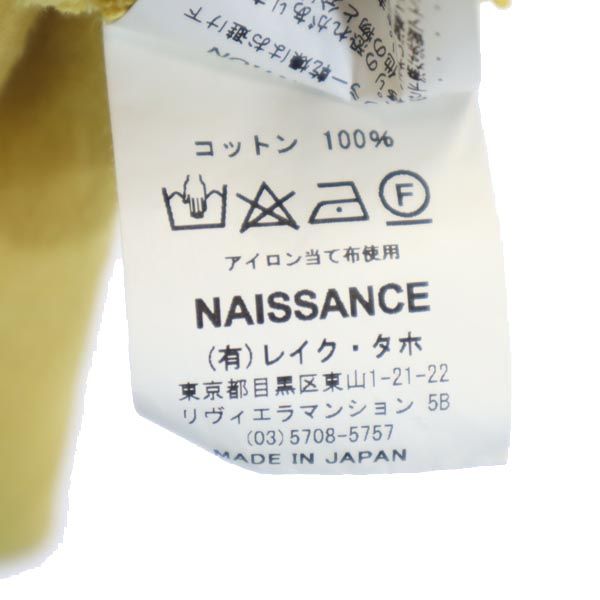 コットン 100%
F
アイロン当て布使用
NAISSANCE
(有)レイク・タホ
東京都目黒区東山1-21-22
リヴィエラマンション 5B
(03)5708-5757
MADE IN JAPAN